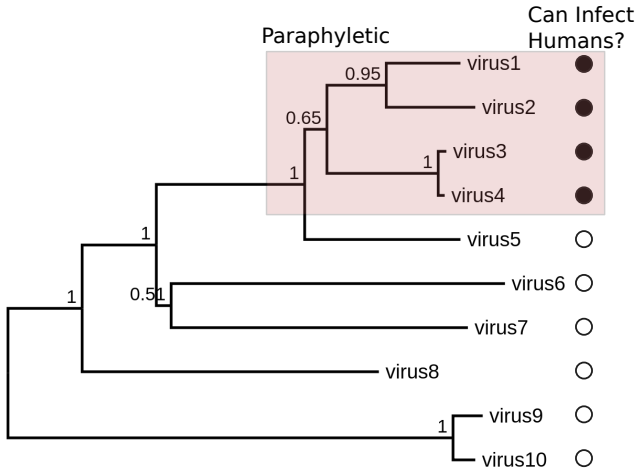 Can Infect
Humans?
Paraphyletic
virus1
0.95
virus2
0.65
virus3
1
virus4
1
virus5
1
virus6
0.51
virus7
1
virus8
virus9
1
virus10